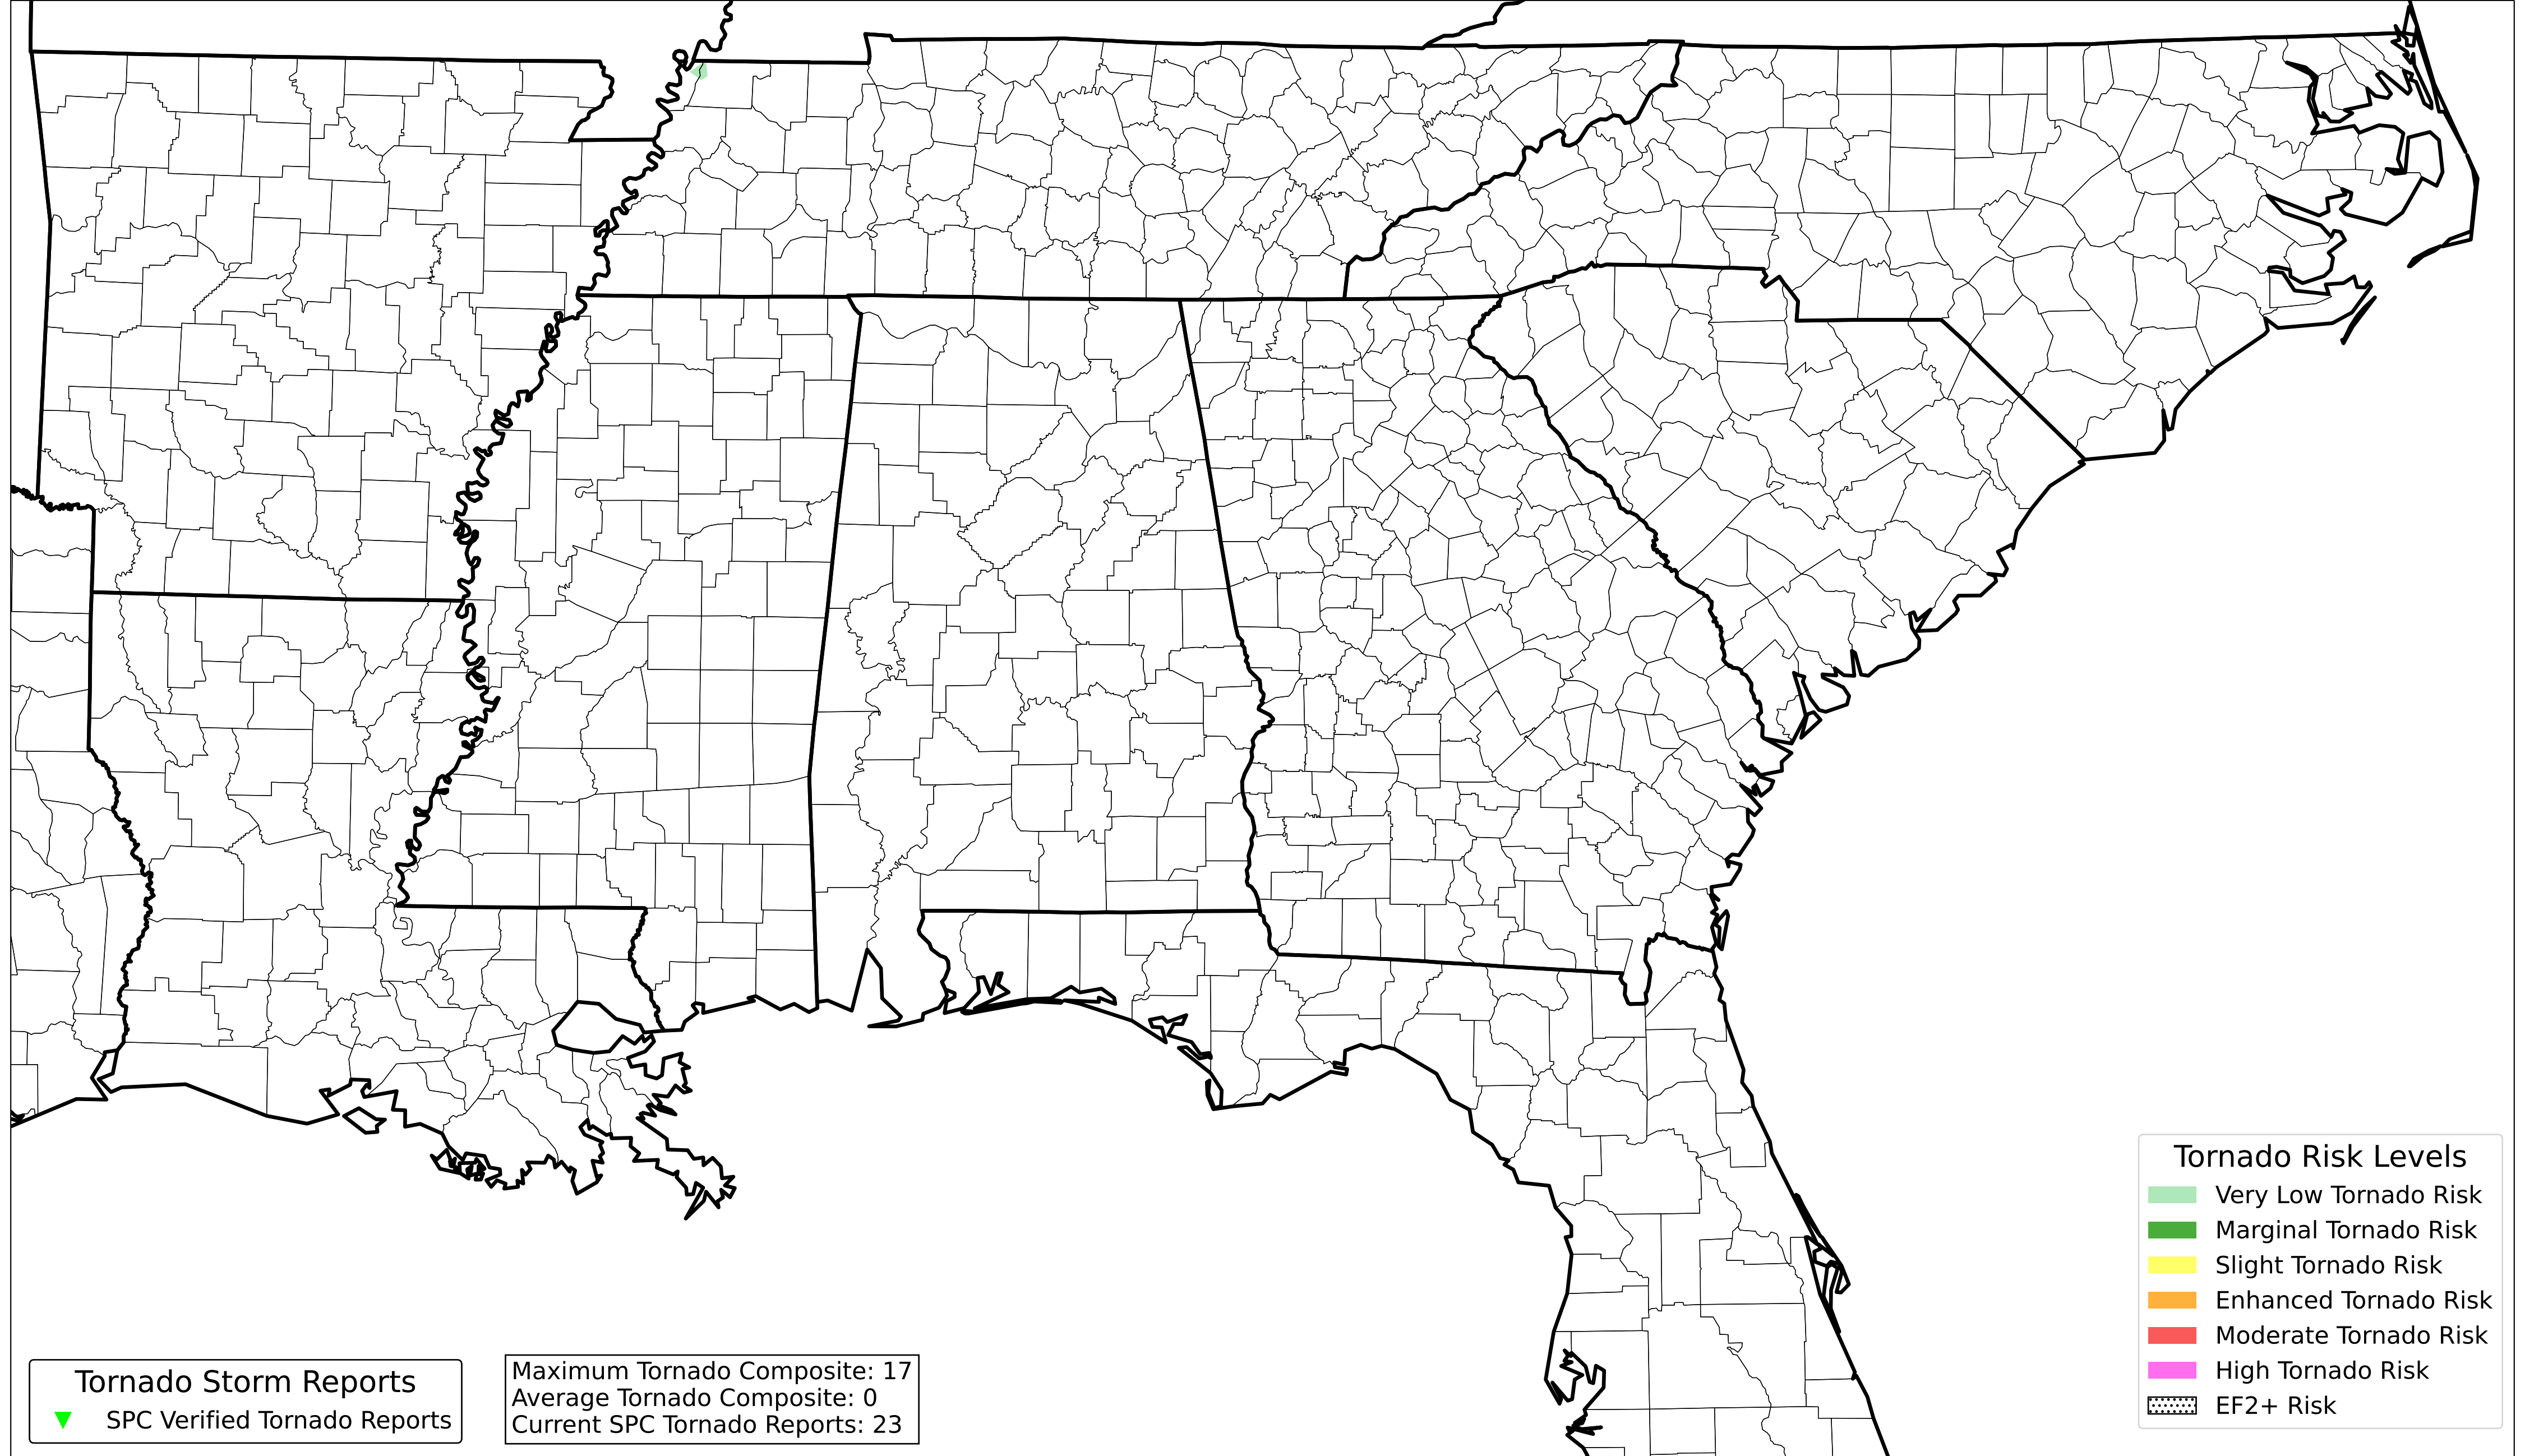 Tornado Risk Levels
Very Low Tornado Risk
Marginal Tornado Risk
Slight Tornado Risk
Enhanced Tornado Risk
Moderate Tornado Risk
High Tornado Risk
EF2+ Risk
Tornado Storm Reports
SPC Verified Tornado Reports
Maximum Tornado Composite: 17
Average Tornado Composite: 0
Current SPC Tornado Reports: 23